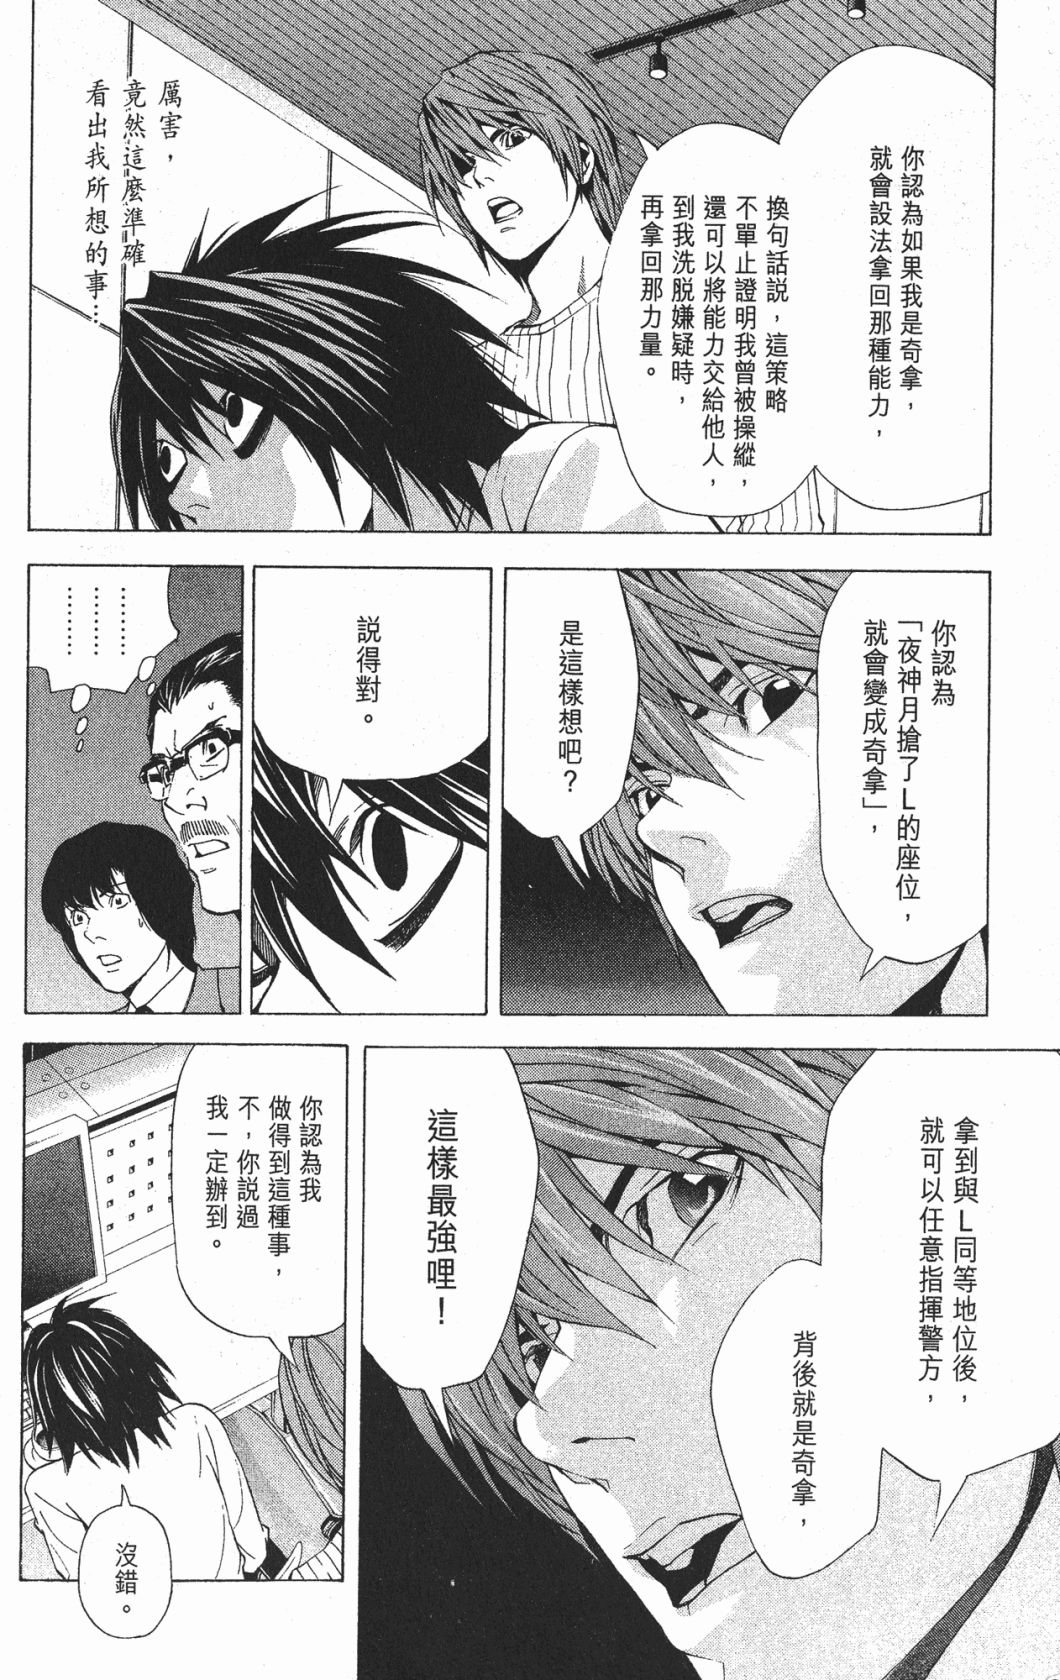 你認為如果我是奇拿，
就會設法拿回那種能力，
換句話説，這策略
不單止證明我曾被操縱，
還可以將能力交給他人，
到我洗脱嫌疑時，
再拿回那力量。
厲害，
竟然這麼準確
看出我所想的事…
你認為
「夜神月搶了L的座位，
就會變成奇拿」，
是這樣想吧？
説得對。
………
………
………
拿到與L同等地位後，
就可以任意指揮警方，
背後就是奇拿，
這樣最強哩！
你認為我
做得到這種事，
不，你説過
我一定辦到。
沒錯。